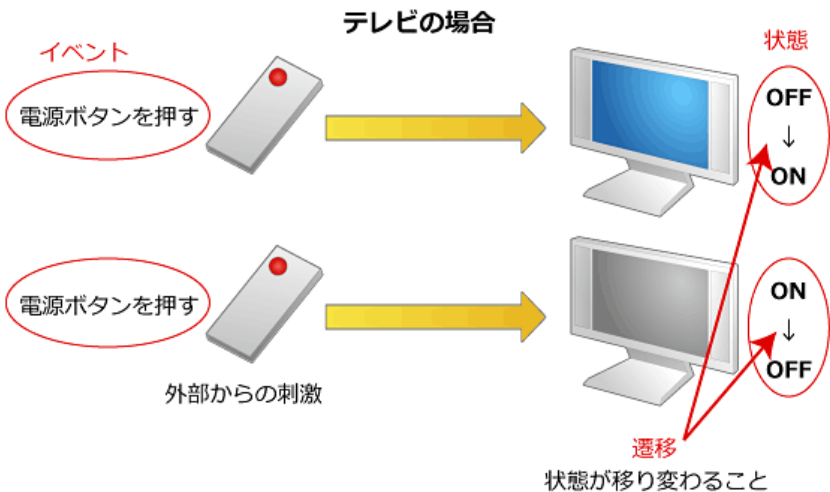 テレビの場合
イベント
状態
電源ボタンを押す
OFF
↓
ON
電源ボタンを押す
ON
↓
OFF
外部からの刺激
遷移
状態が移り変わること